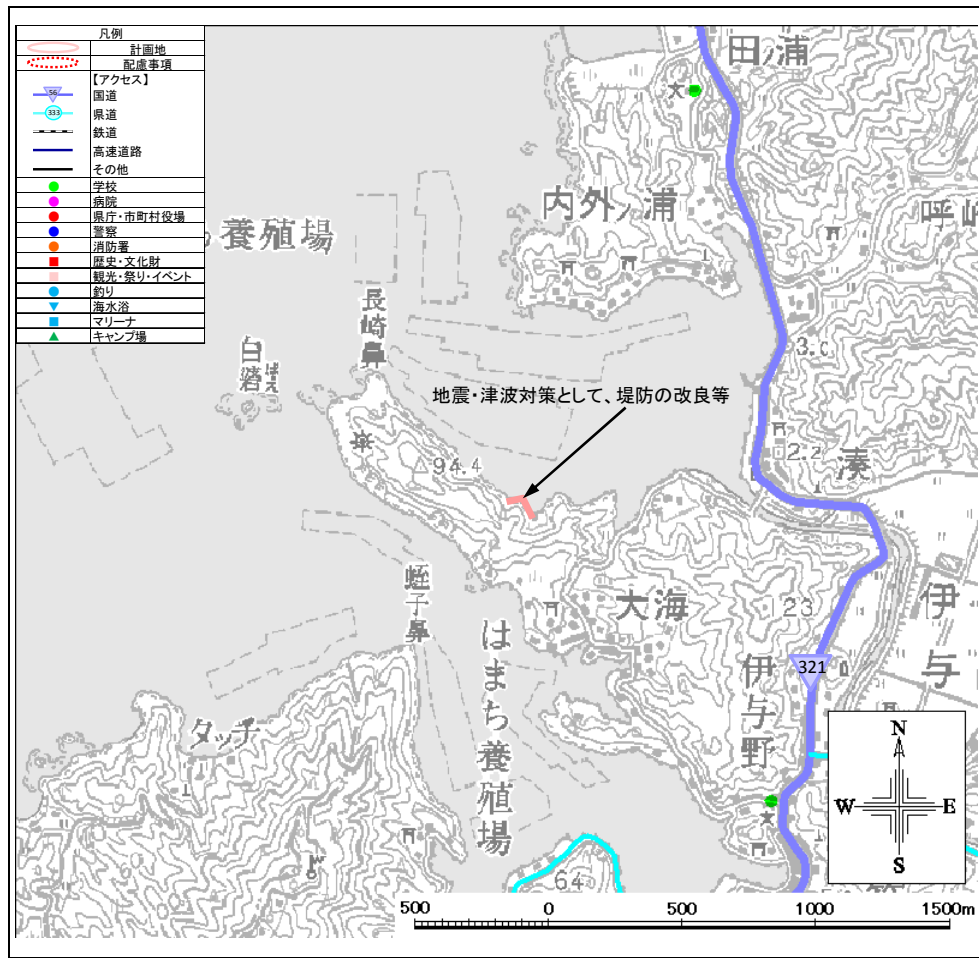 凡例
計画地
配慮事項
【アクセス】
56
国道
333
県道
鉄道
高速道路
その他
学校
病院
県庁・市町村役場
警察
消防署
歴史・文化財
観光・祭り・イベント
釣り
海水浴
マリーナ
キャンプ場
田ノ浦
内外ノ浦
養殖場
長崎鼻
地震・津波対策として、堤防の改良等
94.4
2.2
湊
蛭子鼻
大海
23
伊与
伊与野
321
はまち養殖場
タッチ
64
N
W
E
S
500
0
500
1000
1500m